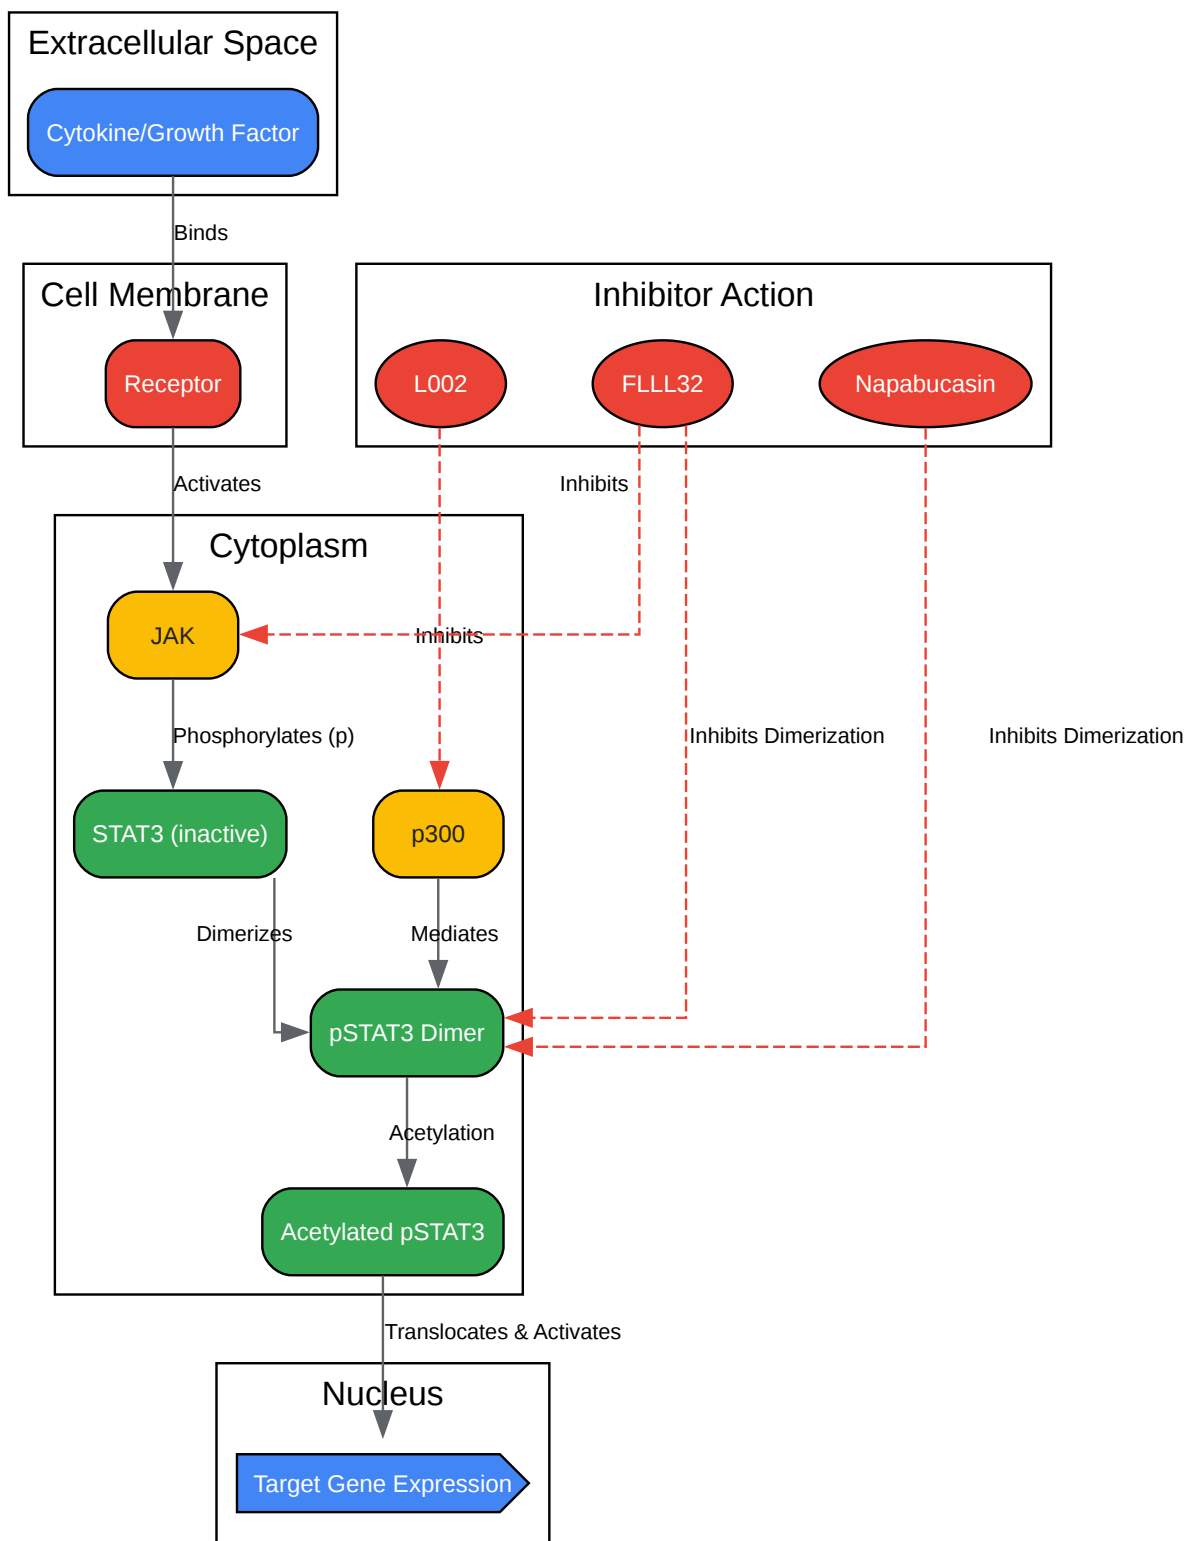 Extracellular Space
Cytokine/Growth Factor
Binds
Cell Membrane
Inhibitor Action
Receptor
L002
FLLL32
Napabucasin
Activates
Inhibits
Cytoplasm
JAK
Inhibits
Phosphorylates (p)
Inhibits Dimerization
Inhibits Dimerization
STAT3 (inactive)
p300
Dimerizes
Mediates
pSTAT3 Dimer
Acetylation
Acetylated pSTAT3
Translocates & Activates
Nucleus
Target Gene Expression